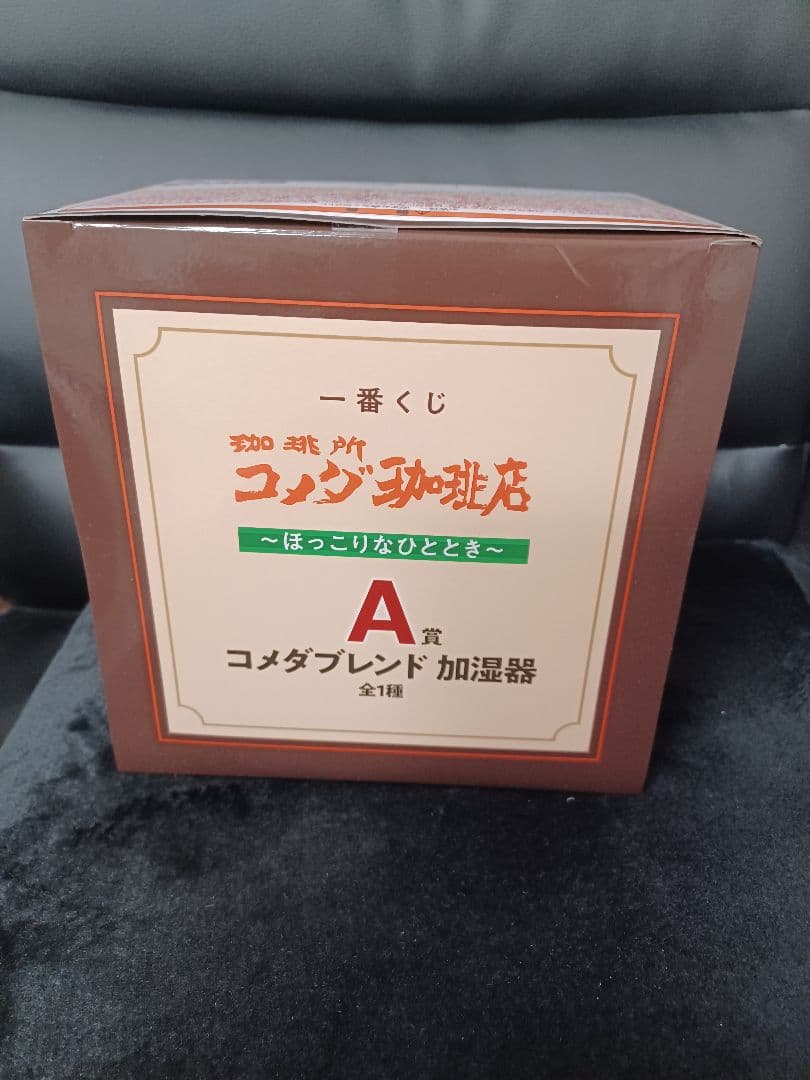 一番くじ
珈琲所
コメダ珈琲店
～ほっこりなひととき～
A賞
コメダブレンド 加湿器
全1種